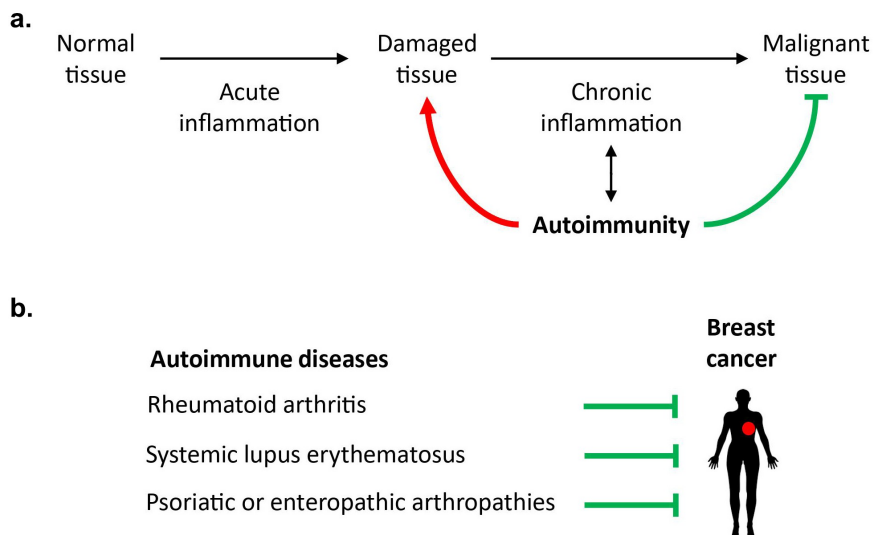 a.
Normal
tissue
Damaged
tissue
Malignant
tissue
Acute
inflammation
Chronic
inflammation
Autoimmunity
b.
Breast
cancer
Autoimmune diseases
Rheumatoid arthritis
Systemic lupus erythematosus
Psoriatic or enteropathic arthropathies